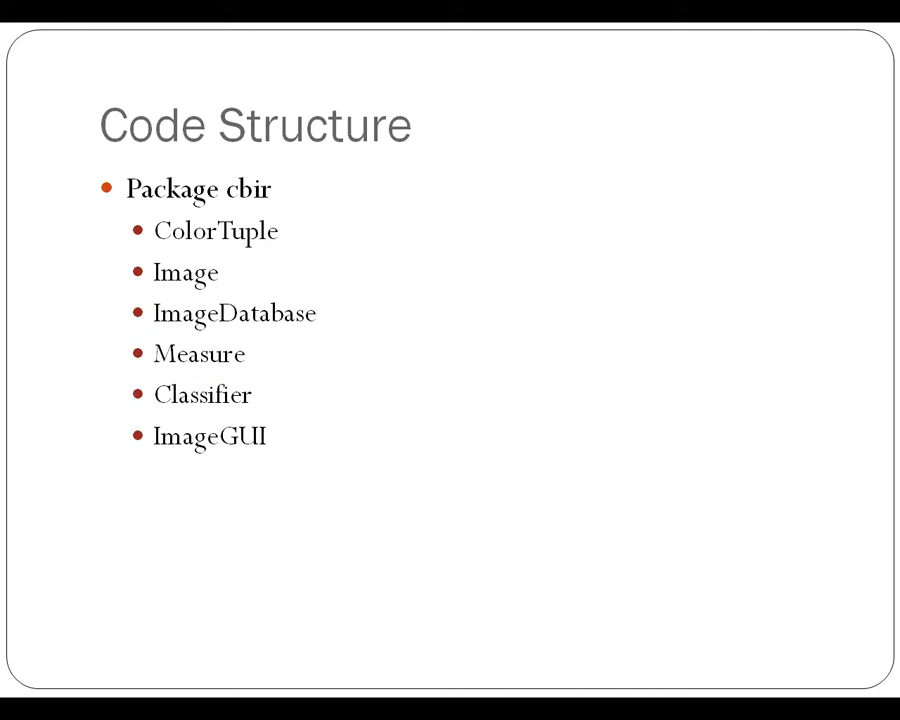 Code Structure
Package cbir
ColorTuple
Image
ImageDatabase
Measure
Classifier
ImageGUI